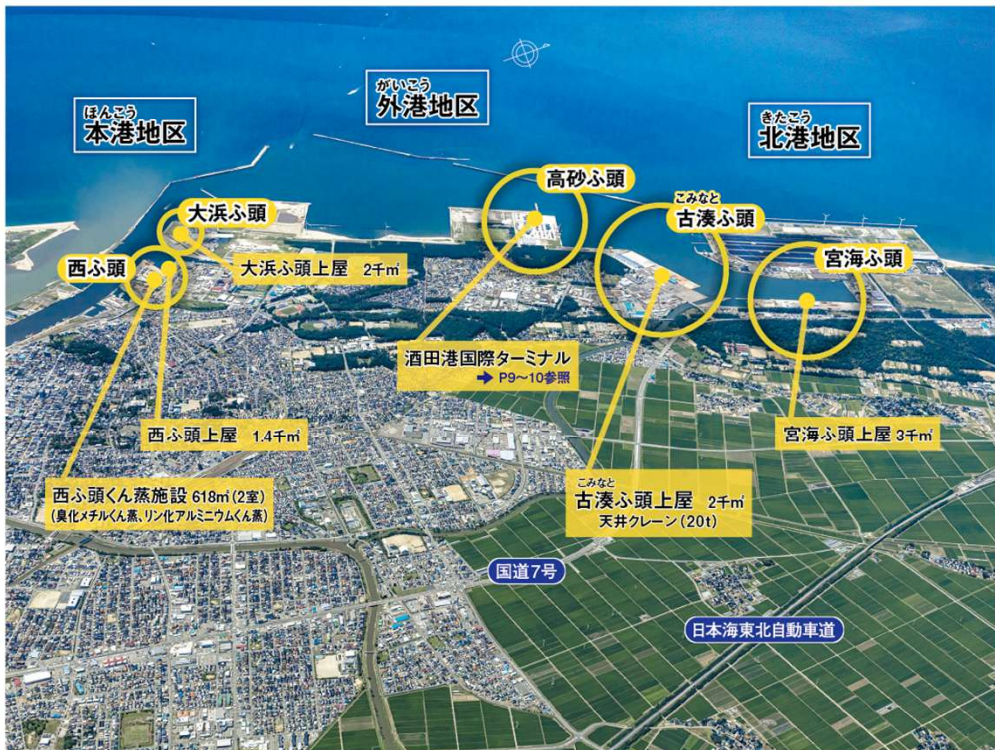 ほんこう
本港地区
がいこう
外港地区
きたこう
北港地区
大浜ふ頭
高砂ふ頭
こみなと
古湊ふ頭
西ふ頭
宮海ふ頭
大浜ふ頭上屋 2千㎡
酒田港国際ターミナル
➡ P9〜10参照
西ふ頭上屋 1.4千㎡
宮海ふ頭上屋 3千㎡
西ふ頭くん蒸施設 618㎡(2室)
(臭化メチルくん蒸、リン化アルミニウムくん蒸)
こみなと
古湊ふ頭上屋 2千㎡
天井クレーン(20t)
国道7号
日本海東北自動車道